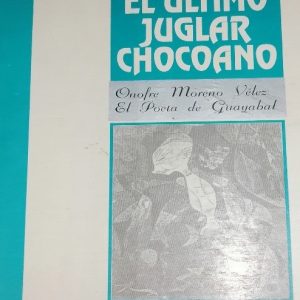 EL ÚLTIMO
JUGLAR
CHOCOANO
Onofre Moreno Vélez
El Poeta de Guayabal